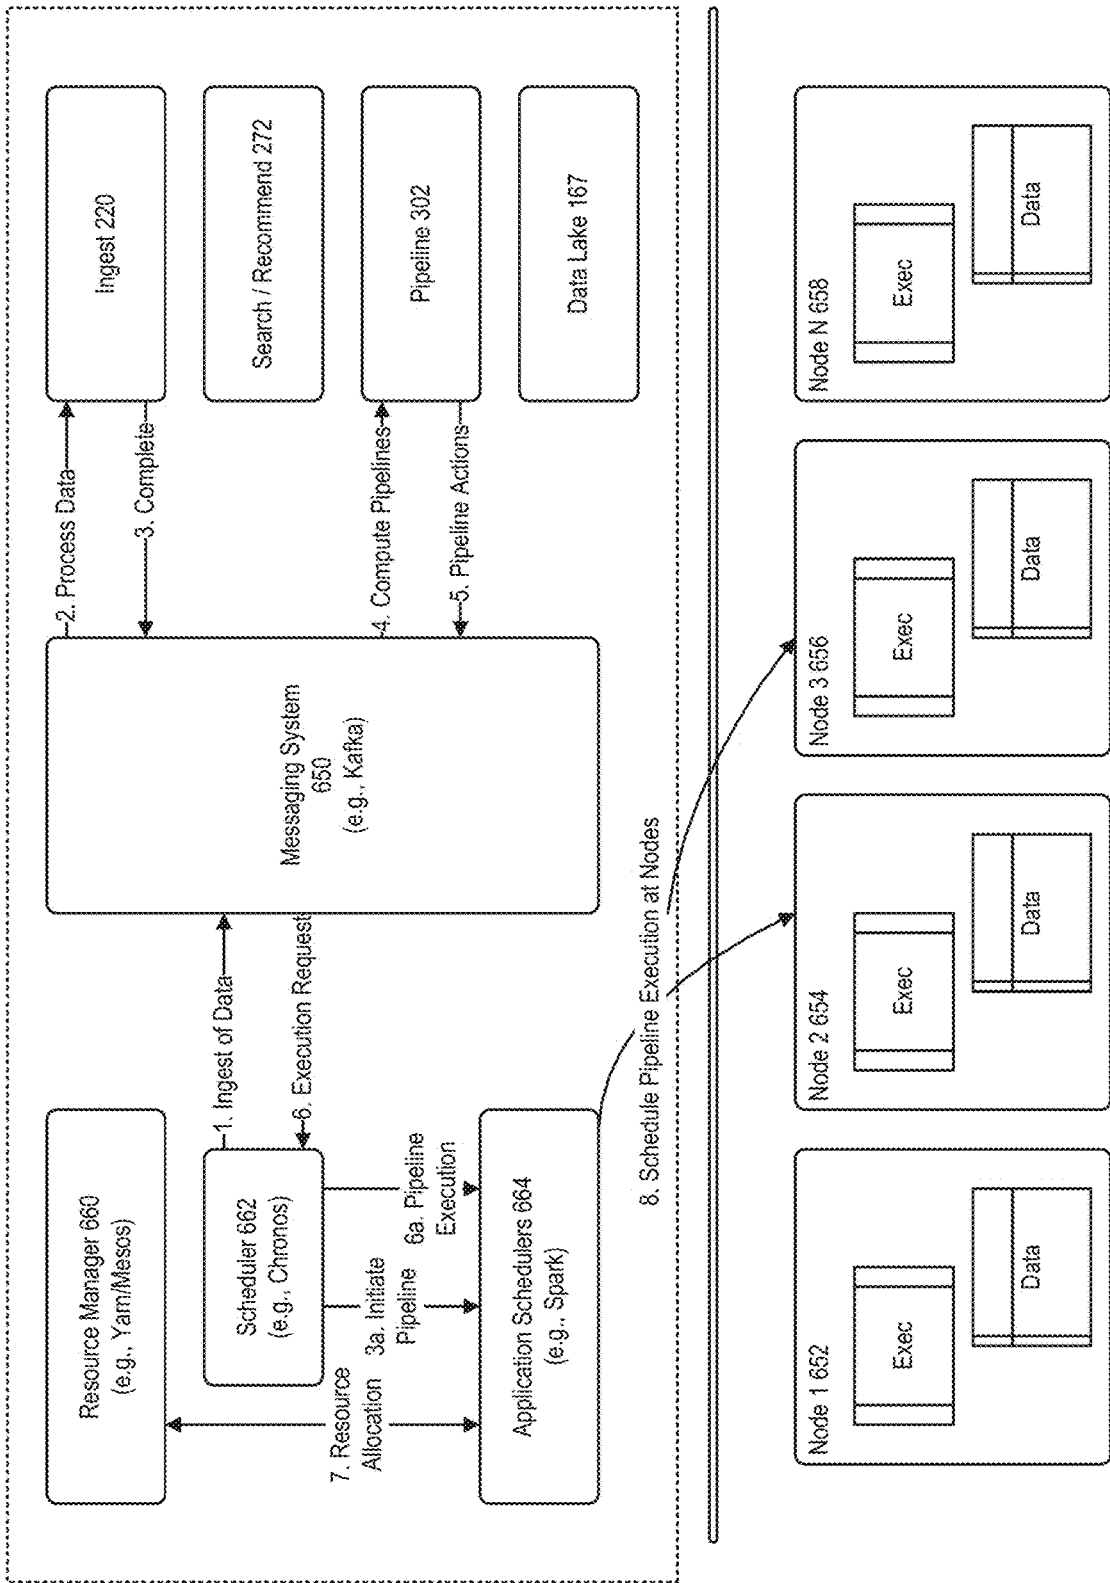 Resource Manager 660
(e.g., Yarn/Mesos
Scheduler 662
(e.g., Chronos)
7. Resource
Allocation
3a. Initiate
Pipeline
6a. Pipeline
Execution
Application Schedulers 664
(e.g., Spark)
1. Ingest of Data
6. Execution Request
Messaging System
650
(e.g., Kafka)
2. Process Data
3. Complete
4. Compute Pipelines
5. Pipeline Actions
Ingest 220
Search / Recommend 272
Pipeline 302
Data Lake 167
8. Schedule Pipeline Execution at Nodes
Node 1 652
Exec
Data
Node 2 654
Exec
Data
Node 3 656
Exec
Data
Node N 658
Exec
Data